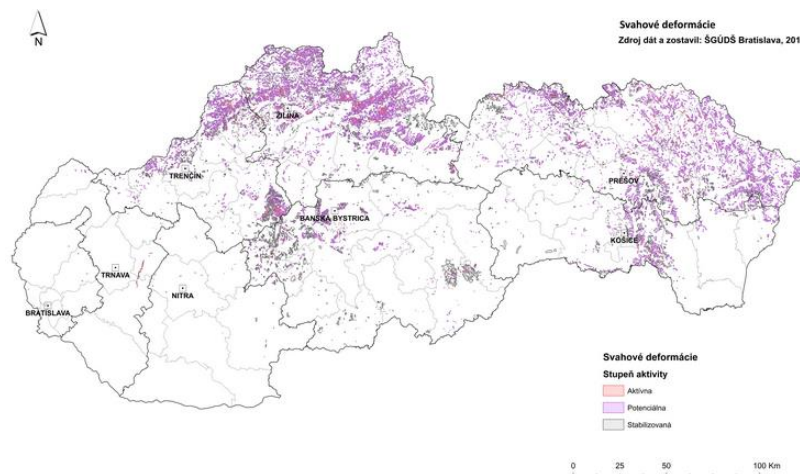 N
Svahové deformácie
Zdroj dát a zostavil: ŠGÚDŠ Bratislava, 201
ŽILINA
TRENČÍN
PREŠOV
BANSKÁ BYSTRICA
KOŠICE
TRNAVA
NITRA
BRATISLAVA
Svahové deformácie
Stupeň aktivity
Aktívna
Potenciálna
Stabilizovaná
0 25 50 100 Km